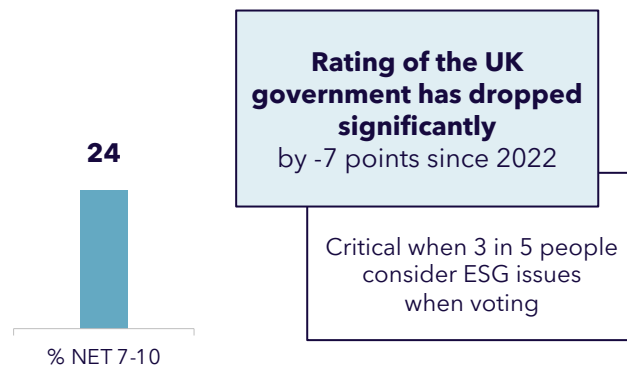 24
% NET 7-10
Rating of the UK
government has dropped
significantly
by -7 points since 2022
Critical when 3 in 5 people
consider ESG issues
when voting